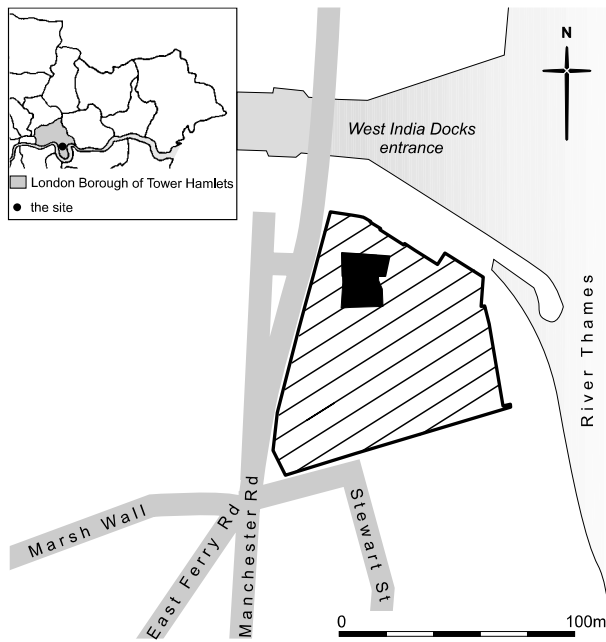 N
West India Docks
entrance
London Borough of Tower Hamlets
the site
River Thames
Marsh Wall
East Ferry Rd
Manchester Rd
Stewart St
0 100m